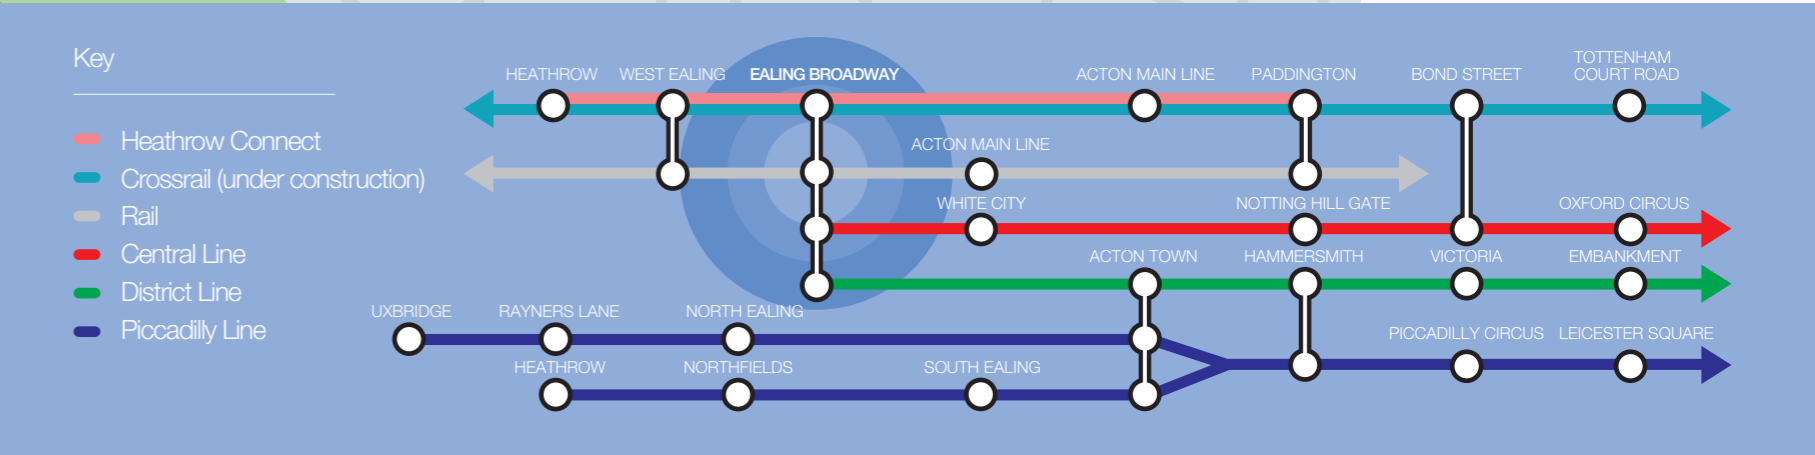 Key
Heathrow Connect
Crossrail (under construction)
Rail
Central Line
District Line
Piccadilly Line
HEATHROW
WEST EALING
EALING BROADWAY
ACTON MAIN LINE
PADDINGTON
BOND STREET
TOTTENHAM
COURT ROAD
ACTON MAIN LINE
WHITE CITY
NOTTING HILL GATE
OXFORD CIRCUS
ACTON TOWN
HAMMERSMITH
VICTORIA
EMBANKMENT
UXBRIDGE
RAYNERS LANE
NORTH EALING
PICCADILLY CIRCUS
LEICESTER SQUARE
HEATHROW
NORTHFIELDS
SOUTH EALING